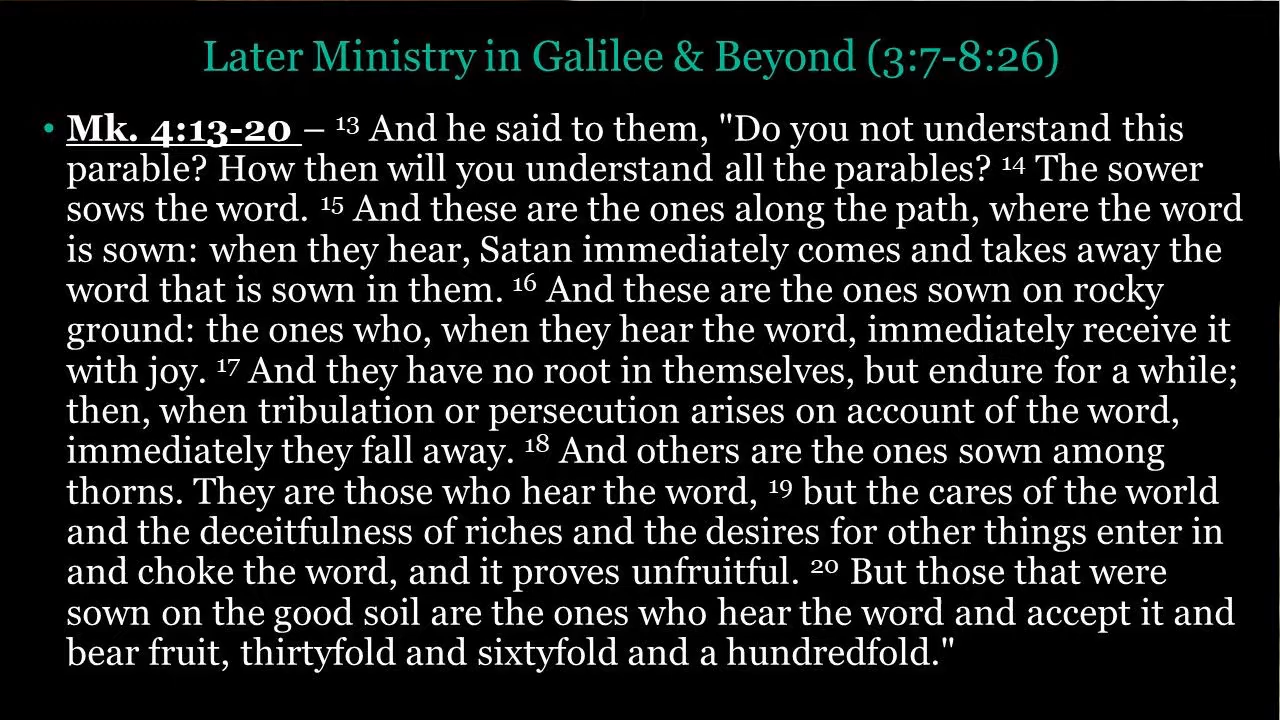 Later Ministry in Galilee & Beyond (3:7-8:26)
• Mk. 4:13-20 – 13 And he said to them, "Do you not understand this
parable? How then will you understand all the parables? 14 The sower
sows the word. 15 And these are the ones along the path, where the word
is sown: when they hear, Satan immediately comes and takes away the
word that is sown in them. 16 And these are the ones sown on rocky
ground: the ones who, when they hear the word, immediately receive it
with joy. 17 And they have no root in themselves, but endure for a while;
then, when tribulation or persecution arises on account of the word,
immediately they fall away. 18 And others are the ones sown among
thorns. They are those who hear the word, 19 but the cares of the world
and the deceitfulness of riches and the desires for other things enter in
and choke the word, and it proves unfruitful. 20 But those that were
sown on the good soil are the ones who hear the word and accept it and
bear fruit, thirtyfold and sixtyfold and a hundredfold."